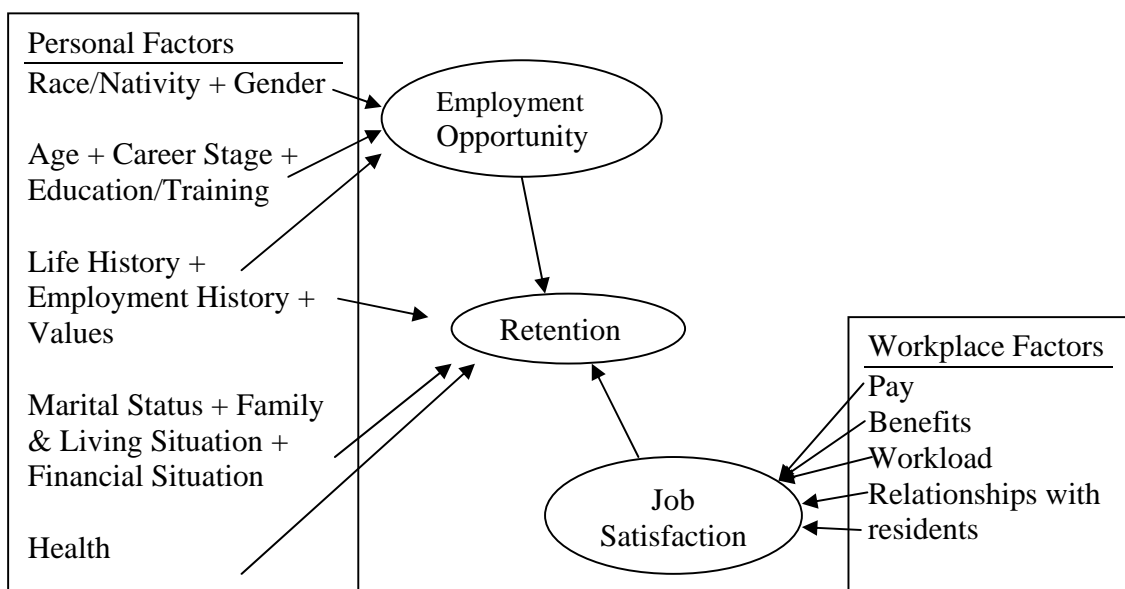 Personal Factors
Race/Nativity + Gender
Age + Career Stage +
Education/Training
Life History +
Employment History +
Values
Marital Status + Family
& Living Situation +
Financial Situation
Health
Employment
Opportunity
Retention
Job
Satisfaction
Workplace Factors
Pay
Benefits
Workload
Relationships with
residents